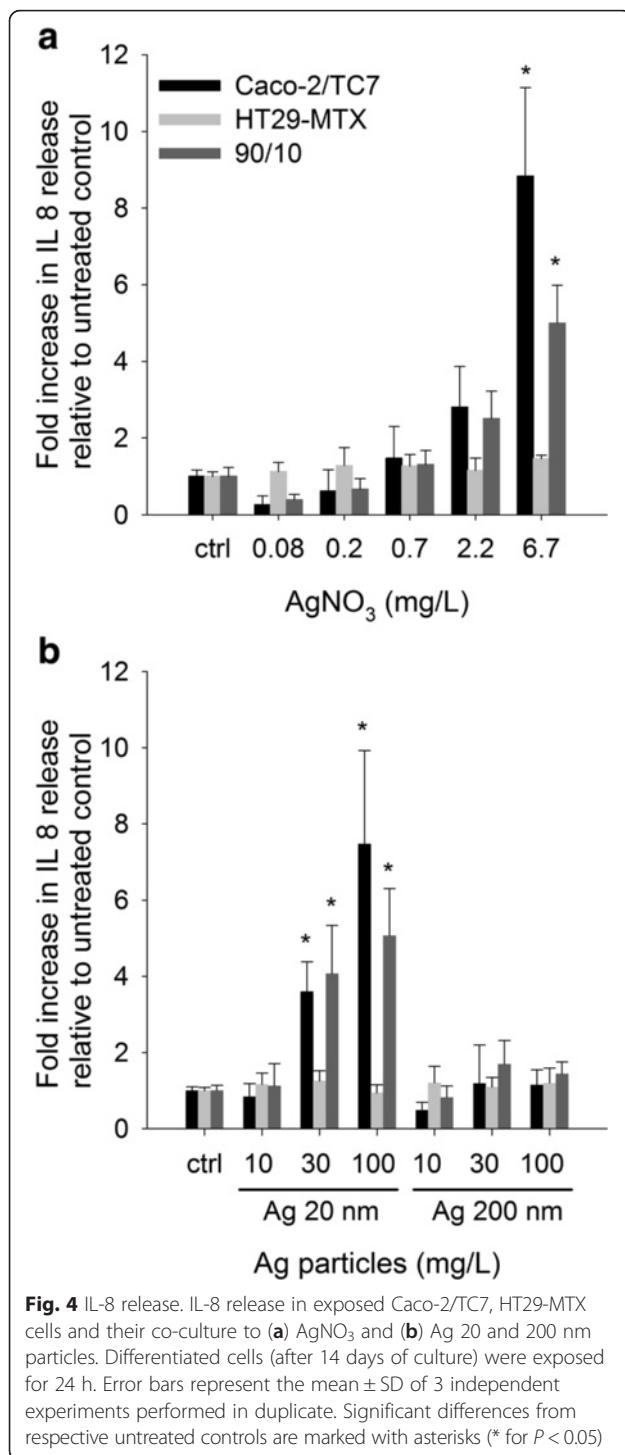 a
12
10
8
6
4
2
0
Fold increase in IL 8 release
relative to untreated control
Caco-2/TC7
HT29-MTX
90/10
*
*
ctrl 0.08 0.2 0.7 2.2 6.7
AgNO₃ (mg/L)
b
12
10
8
6
4
2
0
Fold increase in IL 8 release
relative to untreated control
*
*
*
*
ctrl 10 30 100 10 30 100
Ag 20 nm Ag 200 nm
Ag particles (mg/L)
Fig. 4 IL-8 release. IL-8 release in exposed Caco-2/TC7, HT29-MTX
cells and their co-culture to (a) AgNO₃ and (b) Ag 20 and 200 nm
particles. Differentiated cells (after 14 days of culture) were exposed
for 24 h. Error bars represent the mean ± SD of 3 independent
experiments performed in duplicate. Significant differences from
respective untreated controls are marked with asterisks (* for P < 0.05)